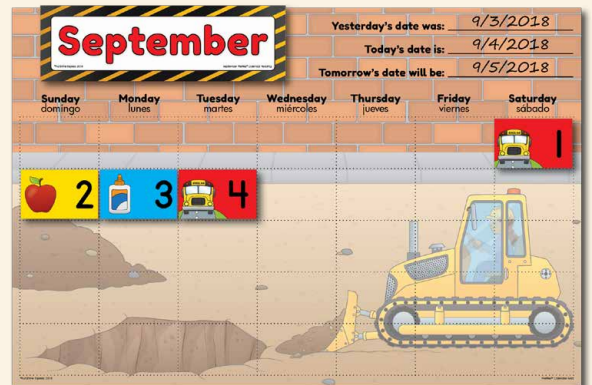 September
Yesterday's date was: 9/3/2018
Today's date is: 9/4/2018
Tomorrow's date will be: 9/5/2018
Sunday Monday Tuesday Wednesday Thursday Friday Saturday
domingo lunes martes miércoles jueves viernes sábado
1
2 3 4